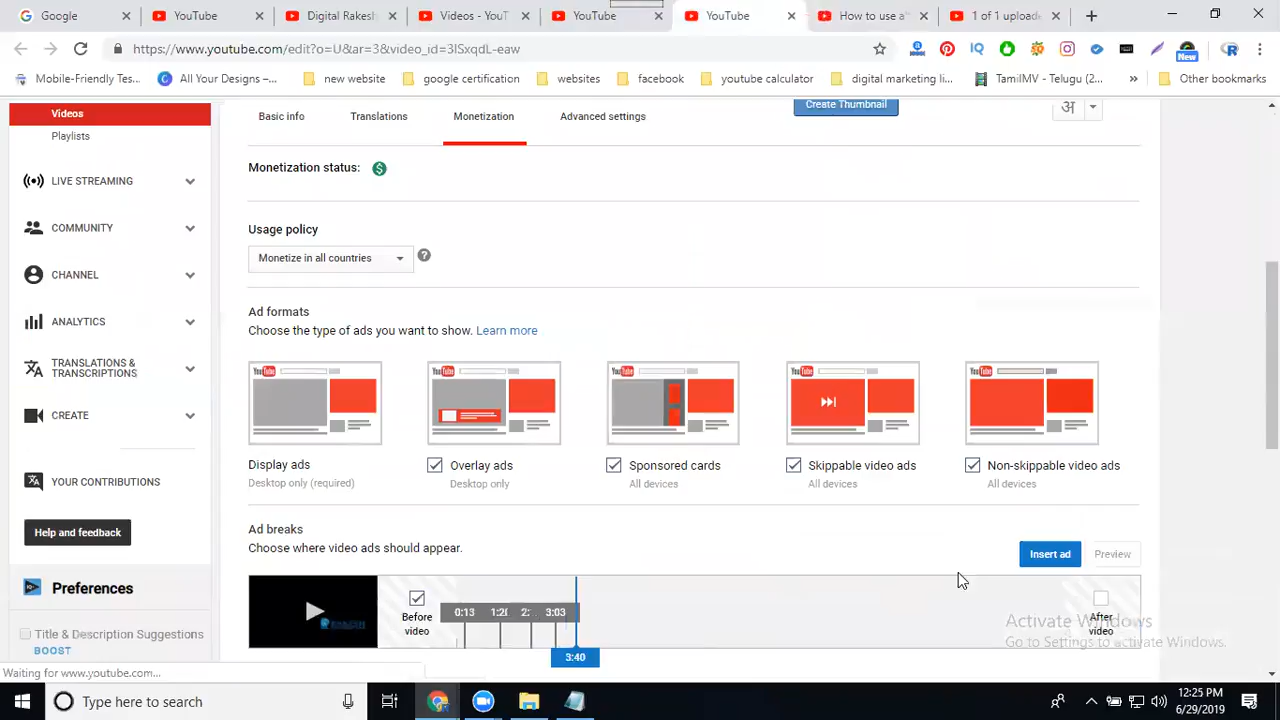 Google
YouTube
Digital Rakesh
Videos - YouT
YouTube
YouTube
How to use a
1 of 1 upload
https://www.youtube.com/edit?o=U&ar=3&video_id=3lSxqdL-eaw
New
Mobile-Friendly Tes...
All Your Designs –...
new website
google certification
websites
facebook
youtube calculator
digital marketing li...
TamilMV - Telugu (2...
Other bookmarks
Videos
Playlists
LIVE STREAMING
COMMUNITY
CHANNEL
ANALYTICS
TRANSLATIONS &
TRANSCRIPTIONS
CREATE
YOUR CONTRIBUTIONS
Help and feedback
Preferences
Title & Description Suggestions
BOOST
Basic info
Translations
Monetization
Advanced settings
Create Thumbnail
अ
Monetization status:
Usage policy
Monetize in all countries
Ad formats
Choose the type of ads you want to show. Learn more
Display ads
Desktop only (required)
Overlay ads
Desktop only
Sponsored cards
All devices
Skippable video ads
All devices
Non-skippable video ads
All devices
Ad breaks
Choose where video ads should appear.
Insert ad
Preview
Before
video
0:13
1:2
2:
3:03
3:40
After
video
Activate Windows
Go to Settings to activate Windows.
Waiting for www.youtube.com...
Type here to search
12:25 PM
6/29/2019